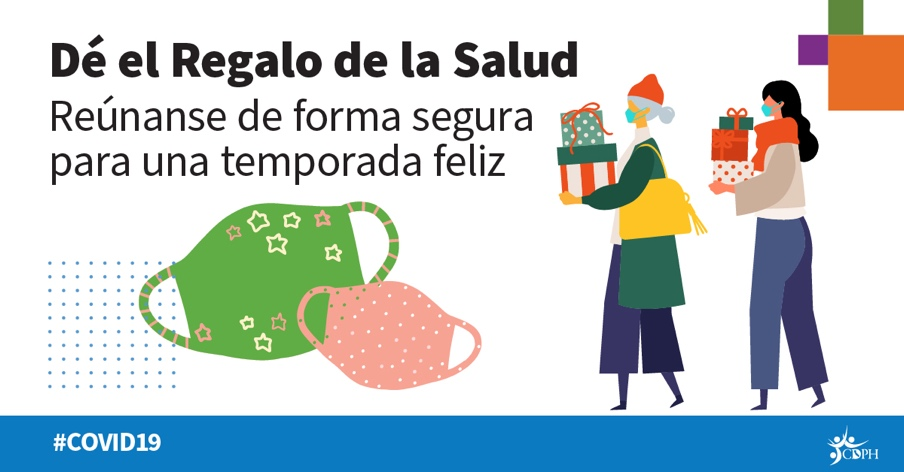 Dé el Regalo de la Salud
Reúnanse de forma segura
para una temporada feliz
#COVID19
CDPH